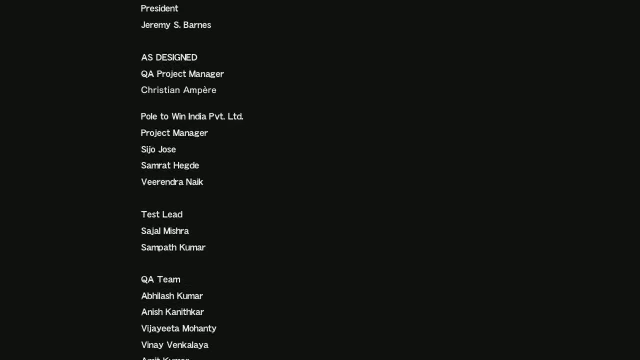 President
Jeremy S. Barnes
AS DESIGNED
QA Project Manager
Christian Ampère
Pole to Win India Pvt. Ltd.
Project Manager
Sijo Jose
Samrat Hegde
Veerendra Naik
Test Lead
Sajal Mishra
Sampath Kumar
QA Team
Abhilash Kumar
Anish Kanithkar
Vijayeeta Mohanty
Vinay Venkalaya
Amit Kumar